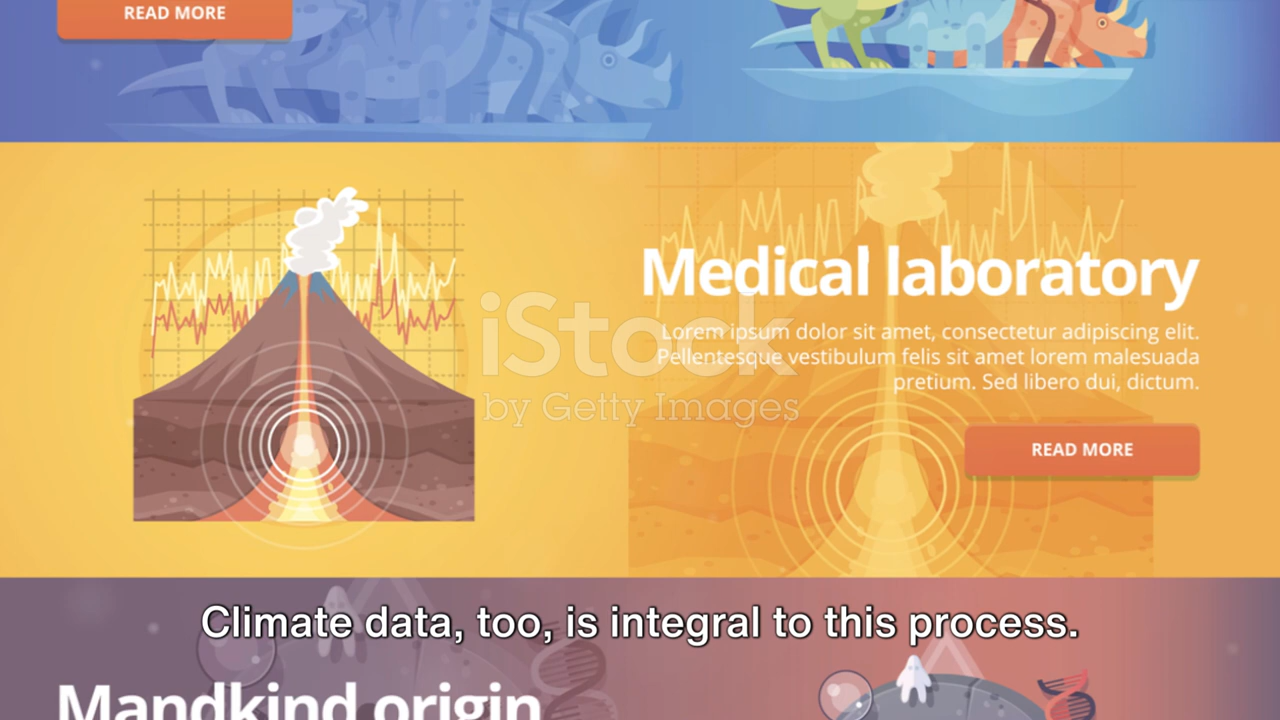 READ MORE
Medical laboratory
Lorem ipsum dolor sit amet, consectetur adipiscing elit.
Pellentesque vestibulum felis sit amet lorem malesuada
pretium. Sed libero dui, dictum.
iStock
by Getty Images
READ MORE
Climate data, too, is integral to this process.
Mandkind origin